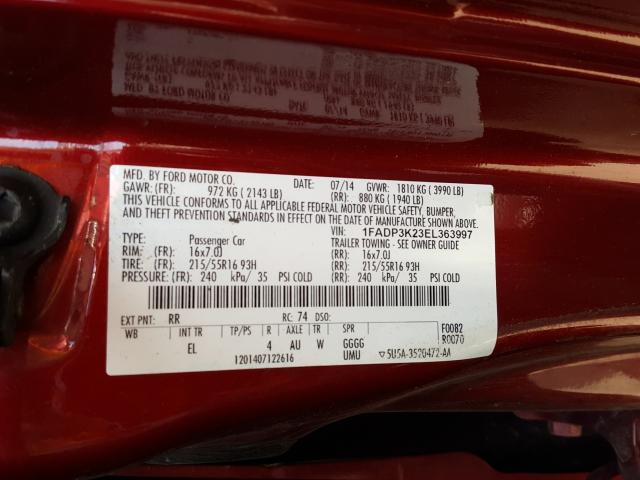 MFD. BY FORD MOTOR CO. DATE: 07/14 GVWR: 1810 KG ( 3990 LB)
GAWR: (FR): 972 KG ( 2143 LB) (RR): 880 KG ( 1940 LB)
THIS VEHICLE CONFORMS TO ALL APPLICABLE FEDERAL MOTOR VEHICLE SAFETY, BUMPER,
AND THEFT PREVENTION STANDARDS IN EFFECT ON THE DATE OF MANUFACTURE SHOWN ABOVE.
VIN: 1FADP3K23EL363997
TYPE: Passenger Car TRAILER TOWING - SEE OWNER GUIDE
RIM: (FR): 16x7.0J (RR): 16x7.0J
TIRE: (FR): 215/55R16 93H (RR): 215/55R16 93H
PRESSURE: (FR): 240 kPa/ 35 PSI COLD (RR): 240 kPa/ 35 PSI COLD
EXT PNT: RR RC: 74 DSO: F0082
WB INT TR TP/PS R AXLE TR SPR R0070
EL 4 AU W GGGG
1201407122616 UMU ▽5U5A-3520472-AA